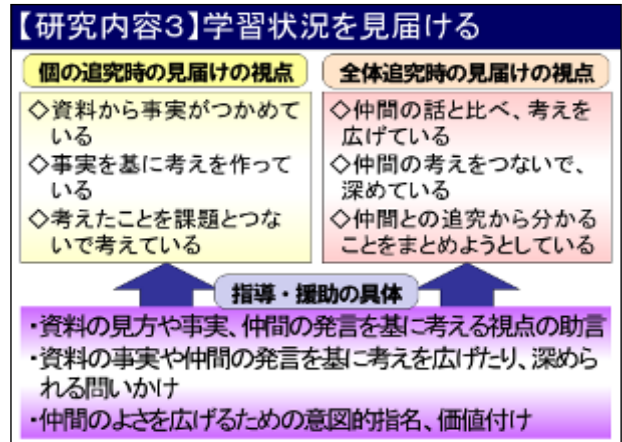 【研究内容3】学習状況を見届ける
個の追究時の見届けの視点
◇資料から事実がつかめて
いる
◇事実を基に考えを作って
いる
◇考えたことを課題とつな
いで考えている
全体追究時の見届けの視点
◇仲間の話と比べ、考えを
広げている
◇仲間の考えをつないで、
深めている
◇仲間との追究から分かる
ことをまとめようとしている
指導・援助の具体
・資料の見方や事実、仲間の発言を基に考える視点の助言
・資料の事実や仲間の発言を基に考えを広げたり、深めら
れる問いかけ
・仲間のよさを広げるための意図的指名、価値付け